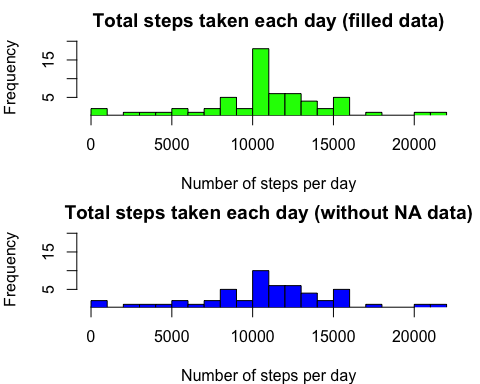 Total steps taken each day (filled data)
Frequency
15
5
0 5000 10000 15000 20000
Number of steps per day
Total steps taken each day (without NA data)
Frequency
15
5
0 5000 10000 15000 20000
Number of steps per day